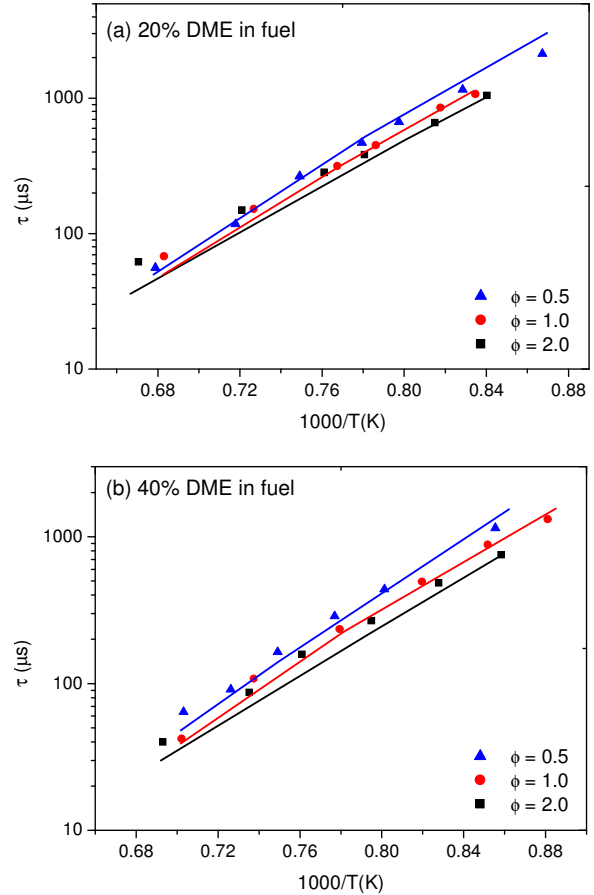 (a) 20% DME in fuel
1000
100
10
τ (μs)
ϕ = 0.5
ϕ = 1.0
ϕ = 2.0
0.68 0.72 0.76 0.80 0.84 0.88
1000/T(K)
(b) 40% DME in fuel
1000
100
10
τ (μs)
ϕ = 0.5
ϕ = 1.0
ϕ = 2.0
0.68 0.72 0.76 0.80 0.84 0.88
1000/T(K)